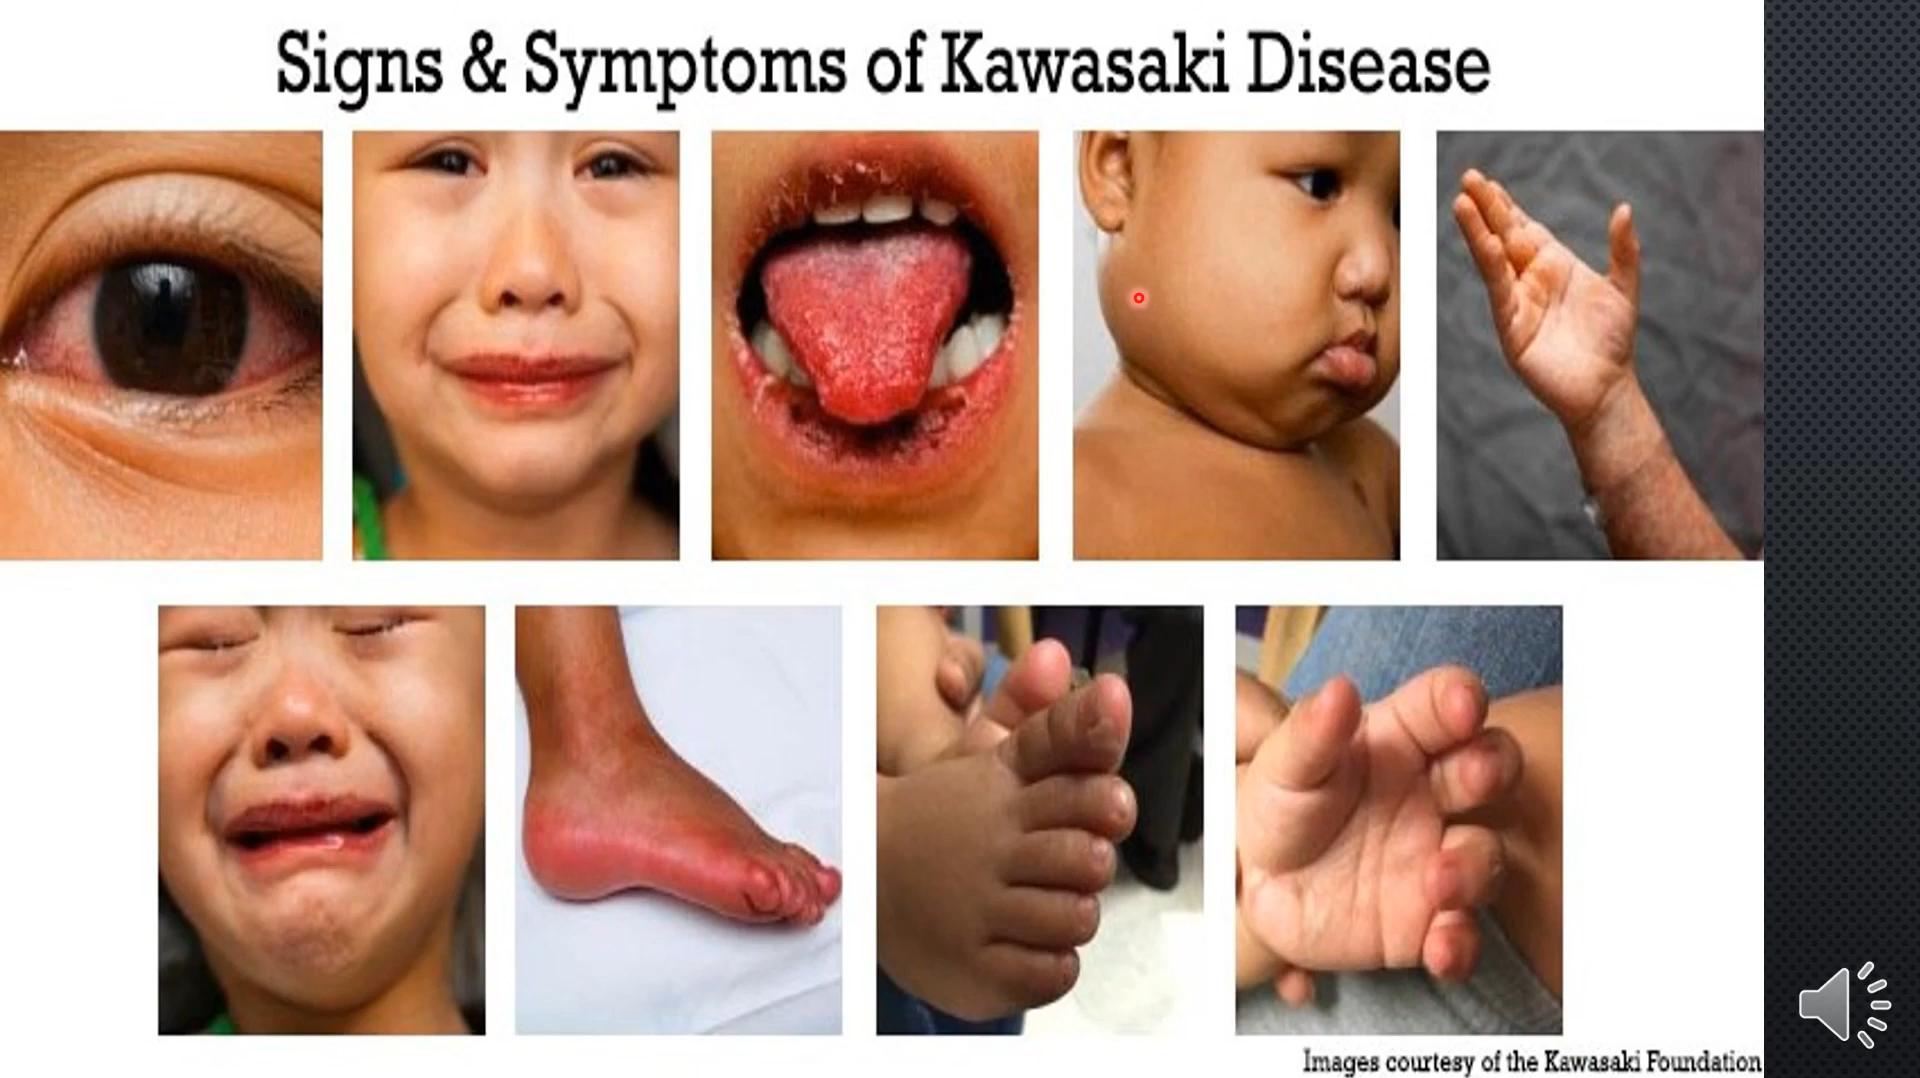 Signs & Symptoms of Kawasaki Disease
Images courtesy of the Kawasaki Foundation